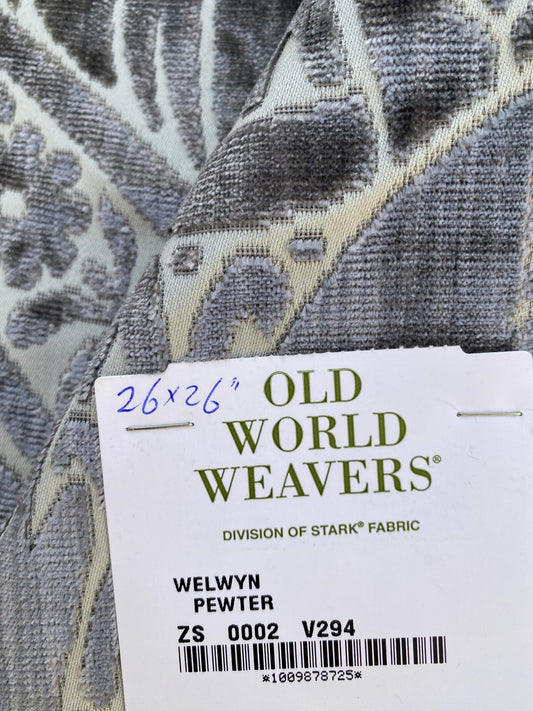 26x26"
OLD
WORLD
WEAVERS®
DIVISION OF STARK® FABRIC
WELWYN
PEWTER
ZS 0002 V294
*1009878725*